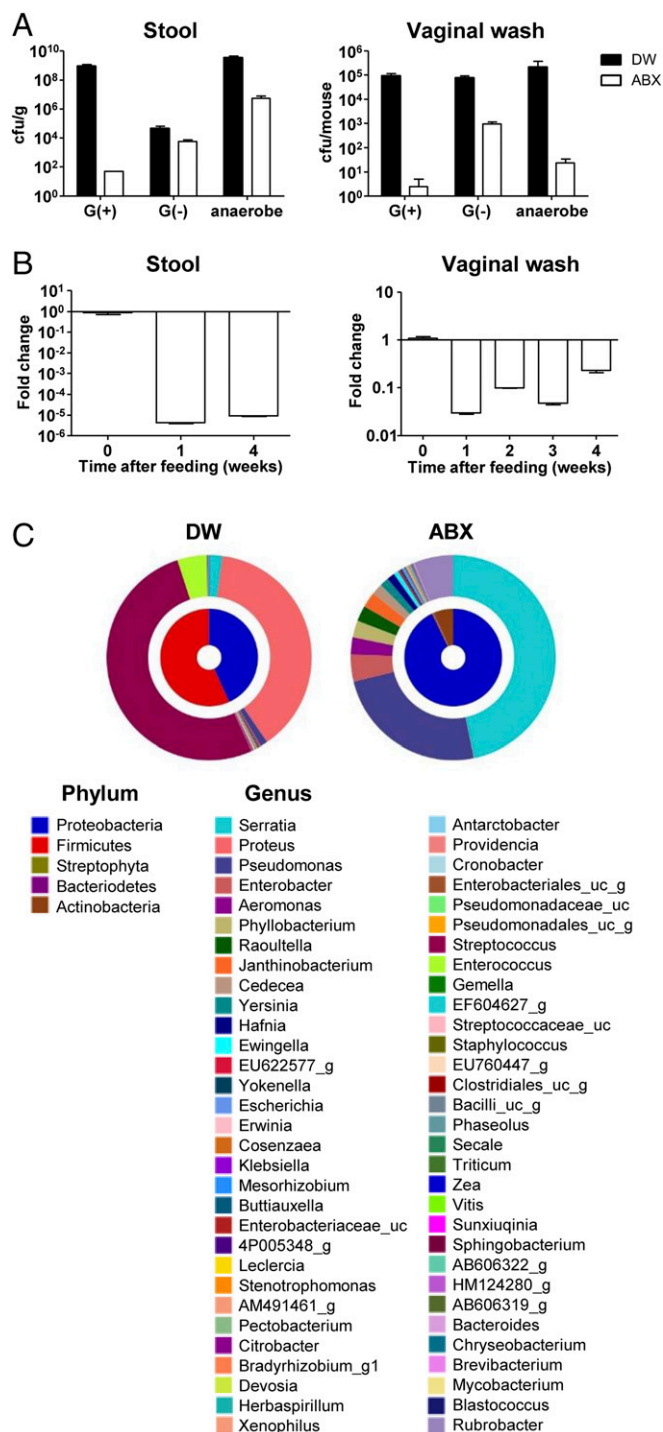 A
Stool
Vaginal wash
DW
ABX
cfu/g
10^10
10^8
10^6
10^4
10^2
10^0
G(+) G(-) anaerobe
cfu/mouse
10^6
10^5
10^4
10^3
10^2
10^1
10^0
G(+) G(-) anaerobe
B
Stool
Vaginal wash
Fold change
10^1
10^0
10^-1
10^-2
10^-3
10^-4
10^-5
10^-6
0 1 4
Time after feeding (weeks)
Fold change
10
1
0.1
0.01
0 1 2 3 4
Time after feeding (weeks)
C
DW
ABX
Phylum
Proteobacteria
Firmicutes
Streptophyta
Bacteriodetes
Actinobacteria
Genus
Serratia
Proteus
Pseudomonas
Enterobacter
Aeromonas
Phyllobacterium
Raoultella
Janthinobacterium
Cedecea
Yersinia
Hafnia
Ewingella
EU622577_g
Yokenella
Escherichia
Erwinia
Cosenzaea
Klebsiella
Mesorhizobium
Buttiauxella
Enterobacteriaceae_uc
4P005348_g
Leclercia
Stenotrophomonas
AM491461_g
Pectobacterium
Citrobacter
Bradyrhizobium_g1
Devosia
Herbaspirillum
Xenophilus
Antarctobacter
Providencia
Cronobacter
Enterobacteriales_uc_g
Pseudomonadaceae_uc
Pseudomonadales_uc_g
Streptococcus
Enterococcus
Gemella
EF604627_g
Streptococcaceae_uc
Staphylococcus
EU760447_g
Clostridiales_uc_g
Bacilli_uc_g
Phaseolus
Secale
Triticum
Zea
Vitis
Sunxiuqinia
Sphingobacterium
AB606322_g
HM124280_g
AB606319_g
Bacteroides
Chryseobacterium
Brevibacterium
Mycobacterium
Blastococcus
Rubrobacter